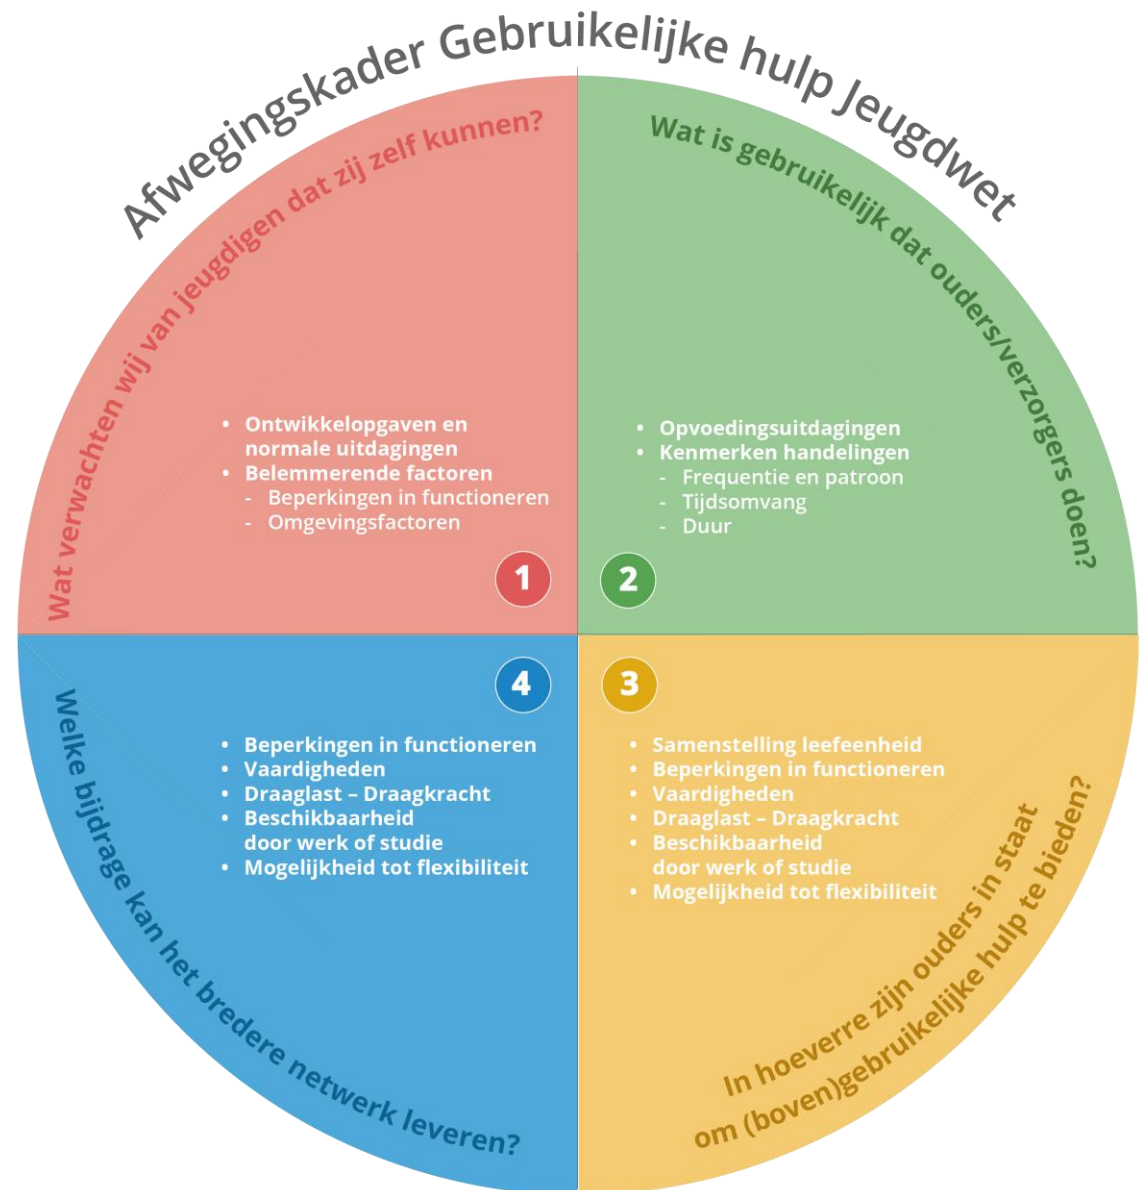 Afwegingskader Gebruikelijke hulp Jeugdwet
Wat verwachten wij van jeugdigen dat zij zelf kunnen?
• Ontwikkelopgaven en
normale uitdagingen
• Belemmerende factoren
- Beperkingen in functioneren
- Omgevingsfactoren
1
Wat is gebruikelijk dat ouders/verzorgers doen?
• Opvoedingsuitdagingen
• Kenmerken handelingen
- Frequentie en patroon
- Tijdsomvang
- Duur
2
3
• Samenstelling leefeenheid
• Beperkingen in functioneren
• Vaardigheden
• Draaglast – Draagkracht
• Beschikbaarheid
door werk of studie
• Mogelijkheid tot flexibiliteit
In hoeverre zijn ouders in staat
om (boven)gebruikelijke hulp te bieden?
4
• Beperkingen in functioneren
• Vaardigheden
• Draaglast – Draagkracht
• Beschikbaarheid
door werk of studie
• Mogelijkheid tot flexibiliteit
Welke bijdrage kan het bredere netwerk leveren?